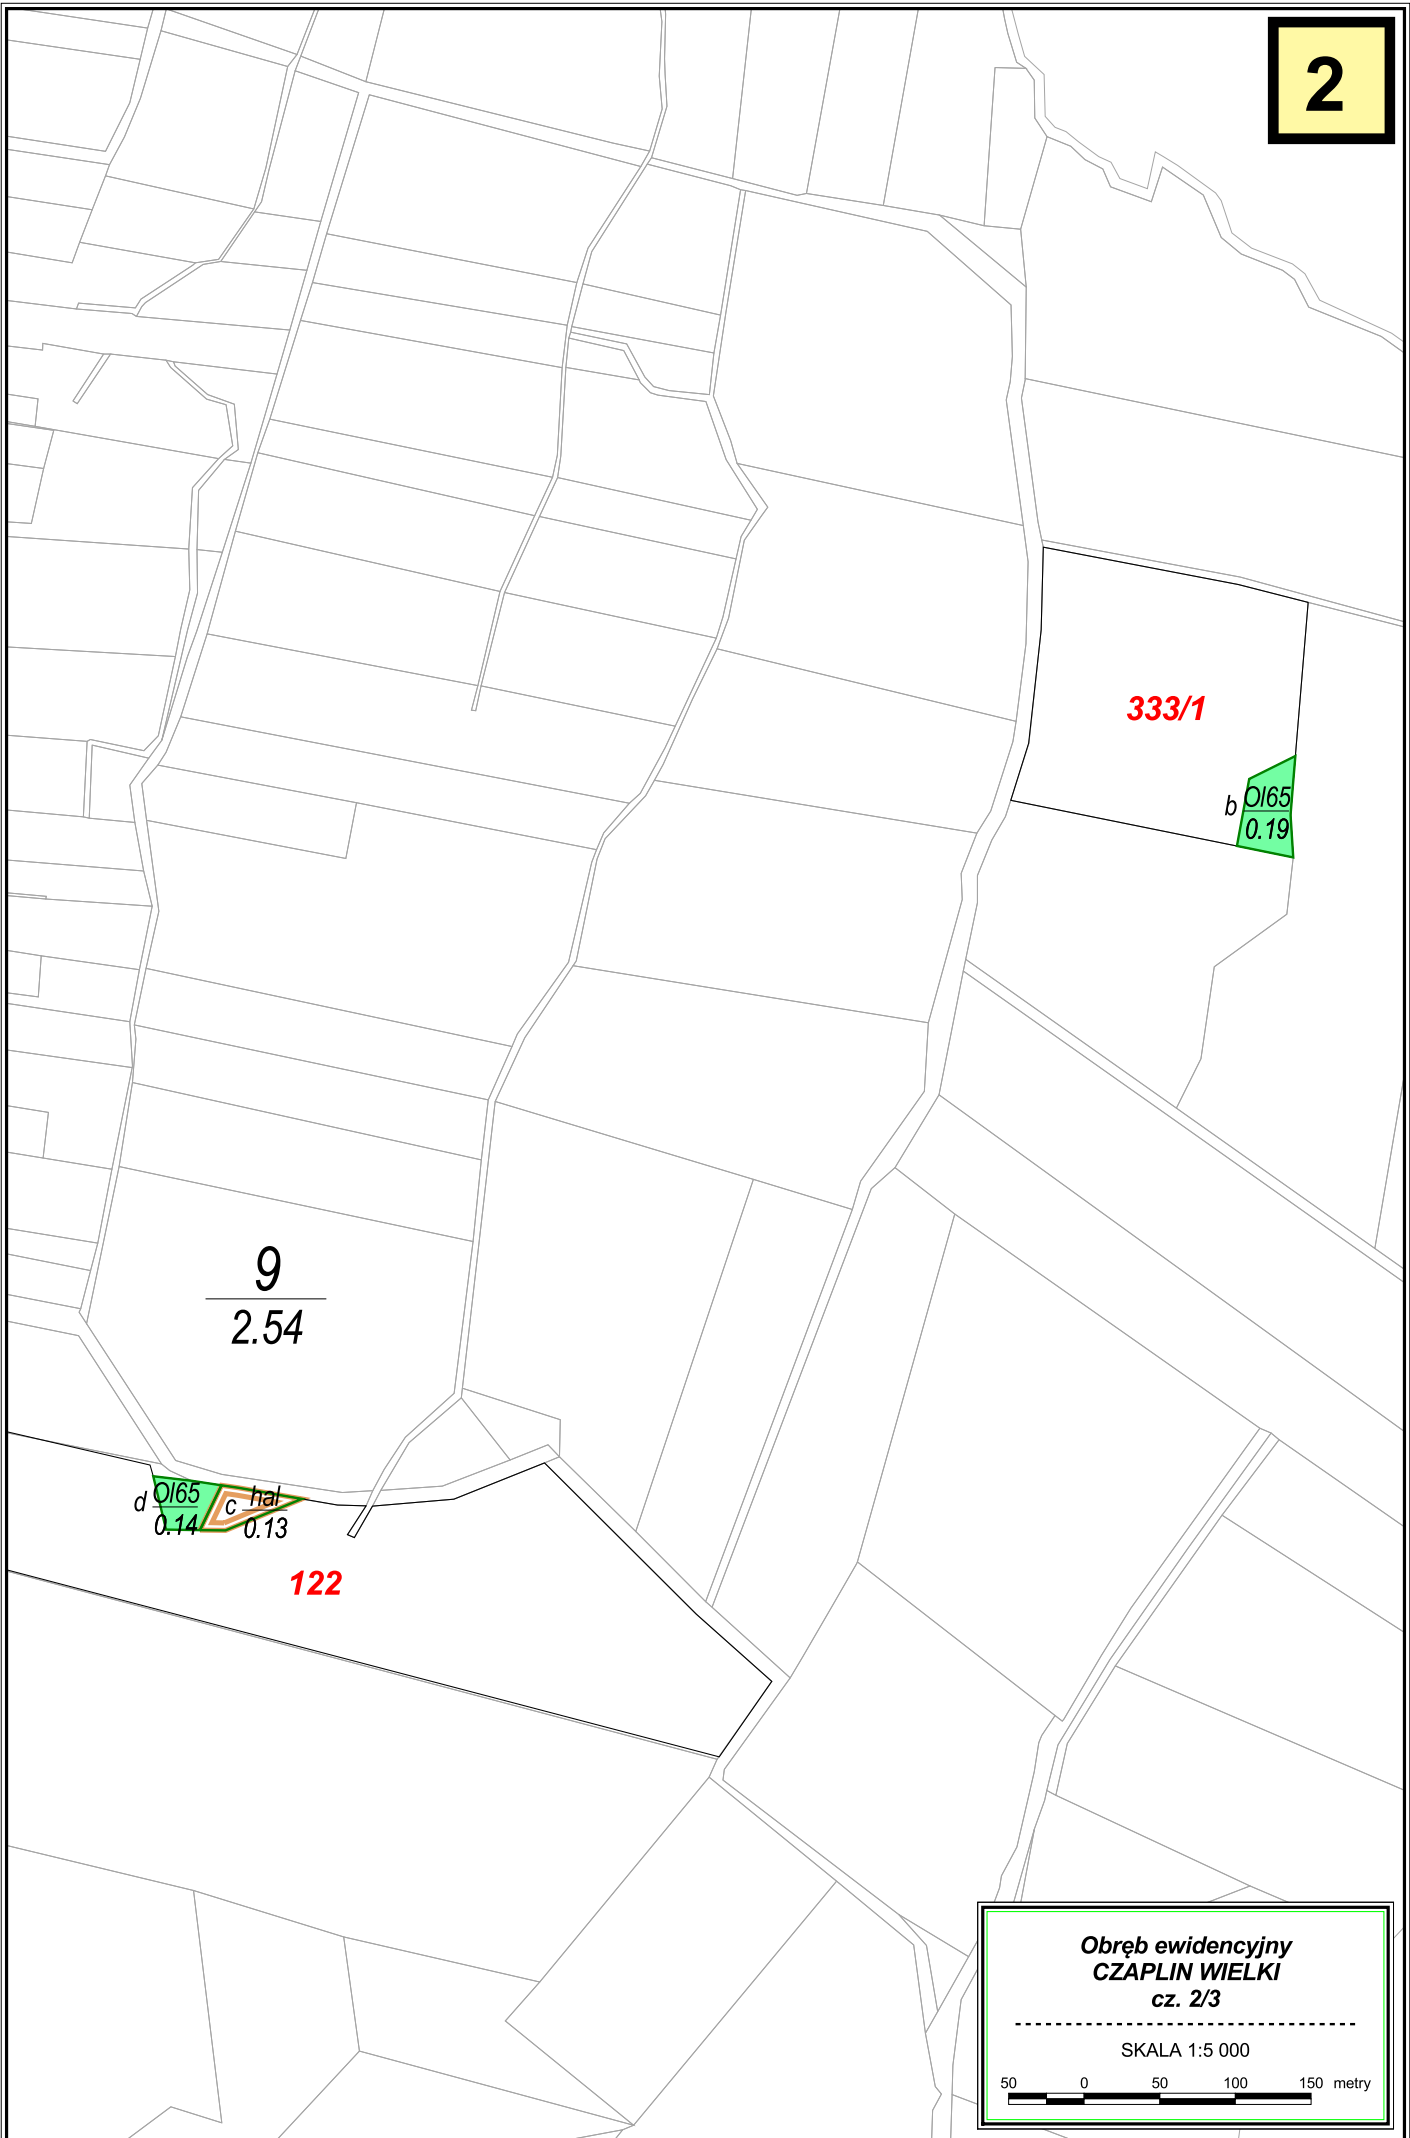 2
333/1
b Ol65
0.19
9
2.54
d Ol65
0.14
c hal
0.13
122
Obręb ewidencyjny
CZAPLIN WIELKI
cz. 2/3
SKALA 1:5 000
50 0 50 100 150 metry